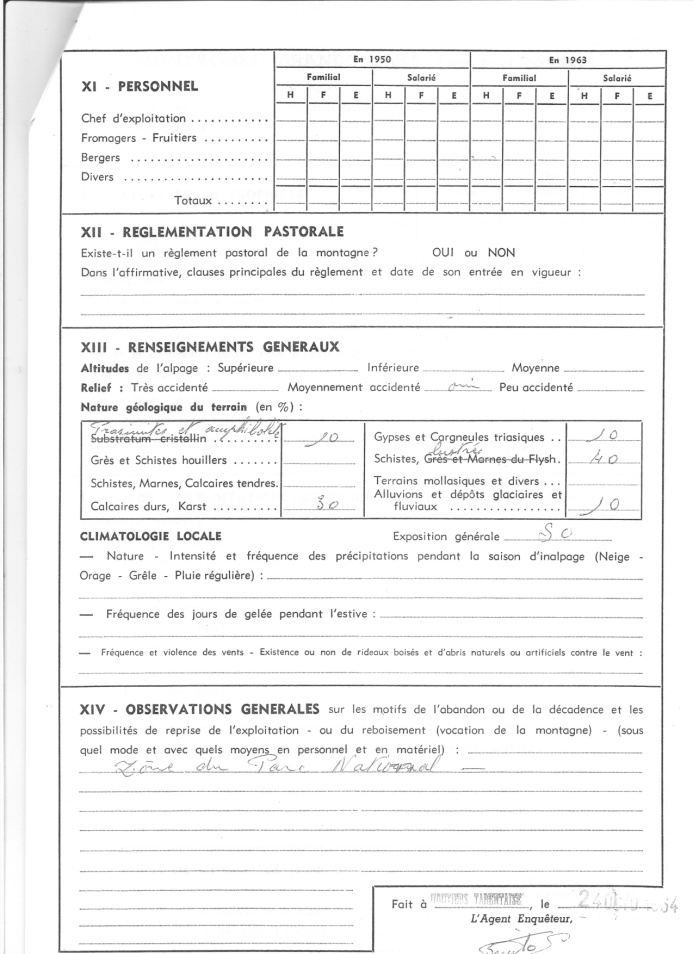 En 1950 En 1963
XI - PERSONNEL
Familial Salarié Familial Salarié
H F E H F E H F E H F E
Chef d'exploitation ............
Fromagers - Fruitiers ..........
Bergers .....................
Divers ......................
Totaux ........
XII - REGLEMENTATION PASTORALE
Existe-t-il un règlement pastoral de la montagne ? OUI ou NON
Dans l'affirmative, clauses principales du règlement et date de son entrée en vigueur :
XIII - RENSEIGNEMENTS GENERAUX
Altitudes de l'alpage : Supérieure Inférieure Moyenne
Relief : Très accidenté Moyennement accidenté oui Peu accidenté
Nature géologique du terrain (en %) :
Prasinites et amphibolite
Substratum cristallin .......... 10 Gypses et Cargneules triasiques .. 10
lustrés
Grès et Schistes houillers ....... Schistes, Grès et Marnes du Flysh. 40
Schistes, Marnes, Calcaires tendres. Terrains mollasiques et divers ...
Calcaires durs, Karst .......... 30 Alluvions et dépôts glaciaires et
fluviaux .................. 10
CLIMATOLOGIE LOCALE Exposition générale SO
— Nature - Intensité et fréquence des précipitations pendant la saison d'inalpage (Neige -
Orage - Grêle - Pluie régulière) :
— Fréquence des jours de gelée pendant l'estive :
— Fréquence et violence des vents - Existence ou non de rideaux boisés et d'abris naturels ou artificiels contre le vent :
XIV - OBSERVATIONS GENERALES sur les motifs de l'abandon ou de la décadence et les
possibilités de reprise de l'exploitation - ou du reboisement (vocation de la montagne) - (sous
quel mode et avec quels moyens en personnel et en matériel) :
Zône du Parc National —
Fait à MOUTIERS TARENTAISE, le
L'Agent Enquêteur,